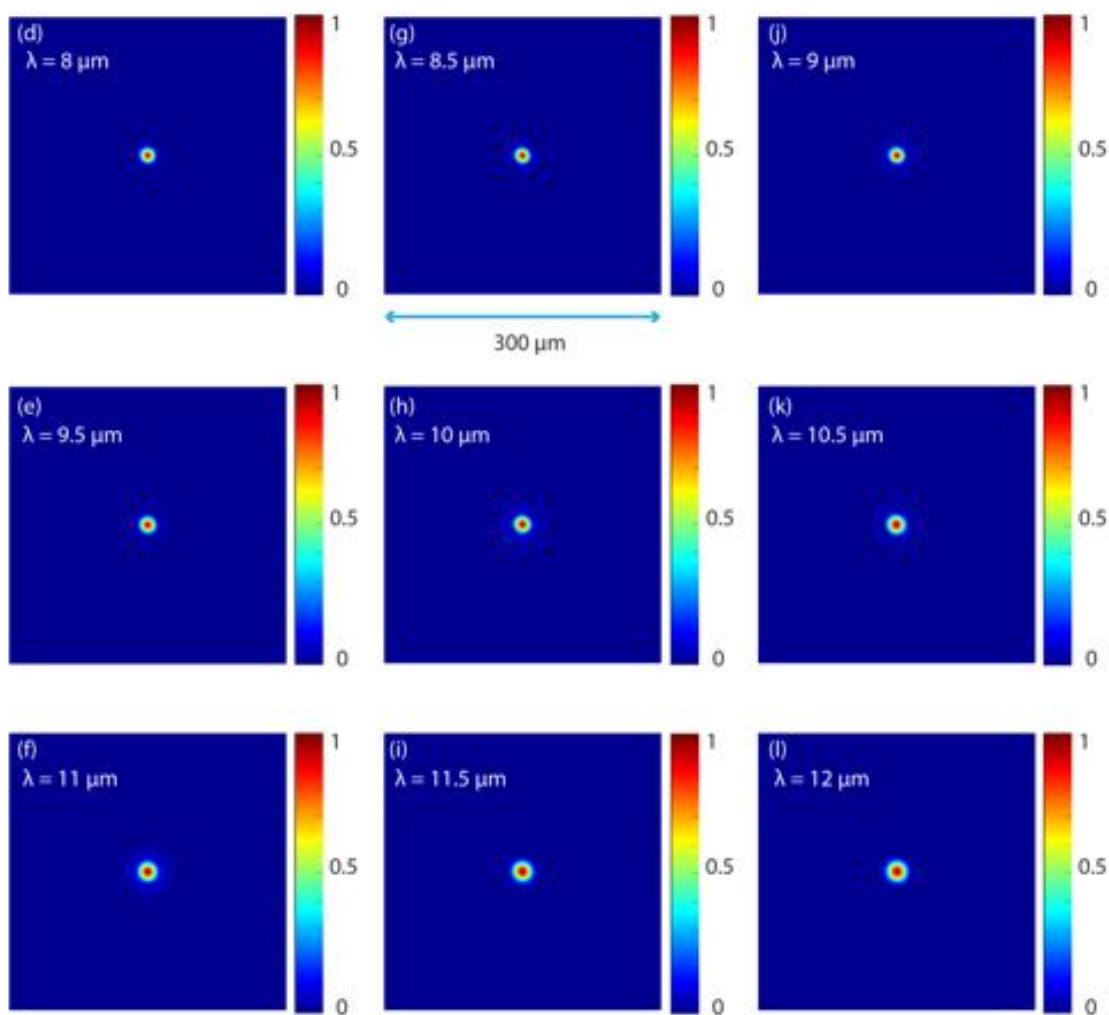 (d)
λ = 8 μm
1
0.5
0
(g)
λ = 8.5 μm
1
0.5
0
(j)
λ = 9 μm
1
0.5
0
300 μm
(e)
λ = 9.5 μm
1
0.5
0
(h)
λ = 10 μm
1
0.5
0
(k)
λ = 10.5 μm
1
0.5
0
(f)
λ = 11 μm
1
0.5
0
(i)
λ = 11.5 μm
1
0.5
0
(l)
λ = 12 μm
1
0.5
0